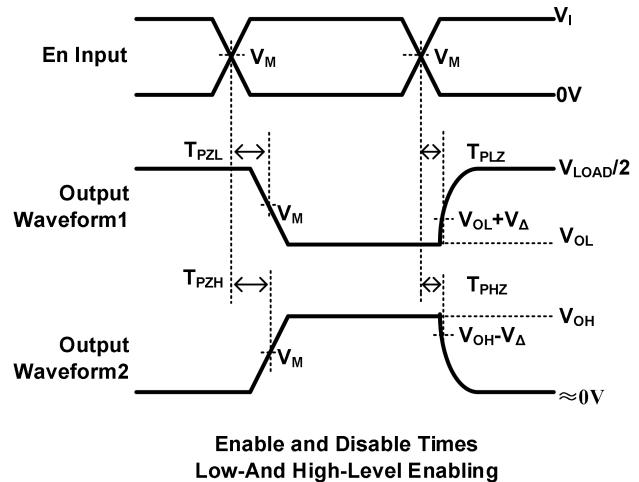 V_I
En Input
V_M
V_M
0V
T_PZL
T_PLZ
V_LOAD/2
Output
Waveform1
V_M
V_OL+V_Δ
V_OL
T_PZH
T_PHZ
V_OH
Output
Waveform2
V_M
V_OH-V_Δ
≈0V
Enable and Disable Times
Low-And High-Level Enabling